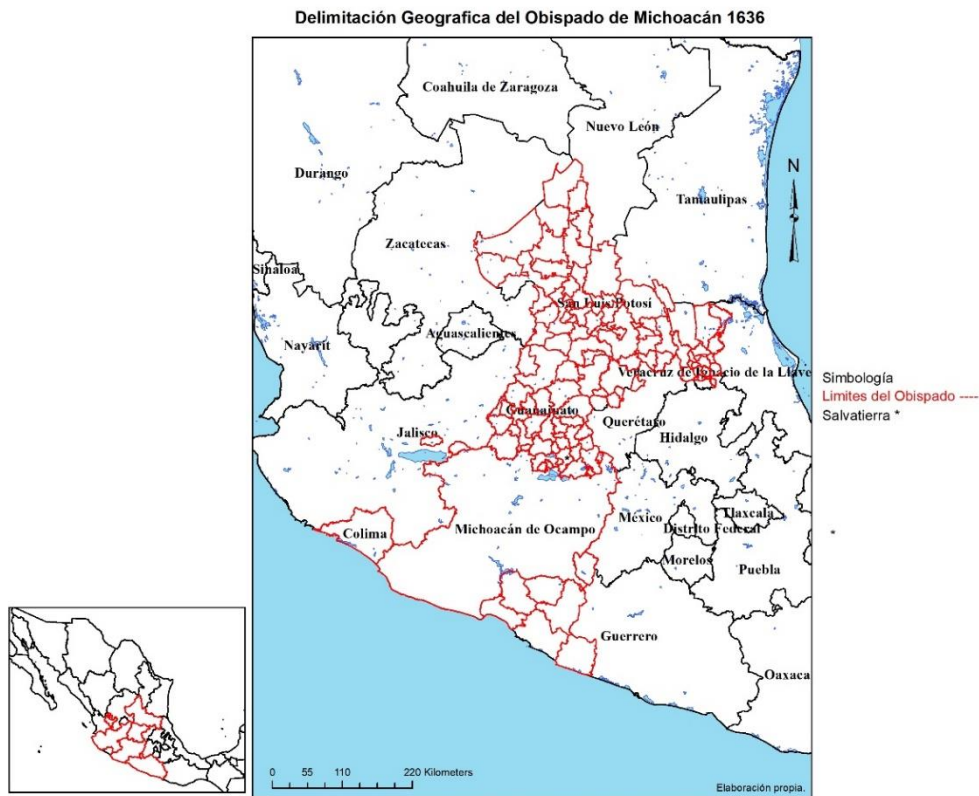 Delimitación Geografica del Obispado de Michoacán 1636
Coahuila de Zaragoza
Nuevo León
Durango
Tamaulipas
N
Zacatecas
Sinaloa
San Luis Potosí
Nayarit
Aguascalientes
Veracruz de Ignacio de la Llave
Simbología
Limites del Obispado ----
Salvatierra *
Guanajuato
Querétaro
Jalisco
Hidalgo
Colima
Michoacán de Ocampo
México
Tlaxcala
Distrito Federal
*
Morelos
Puebla
Guerrero
Oaxaca
0 55 110 220 Kilometers
Elaboración propia.